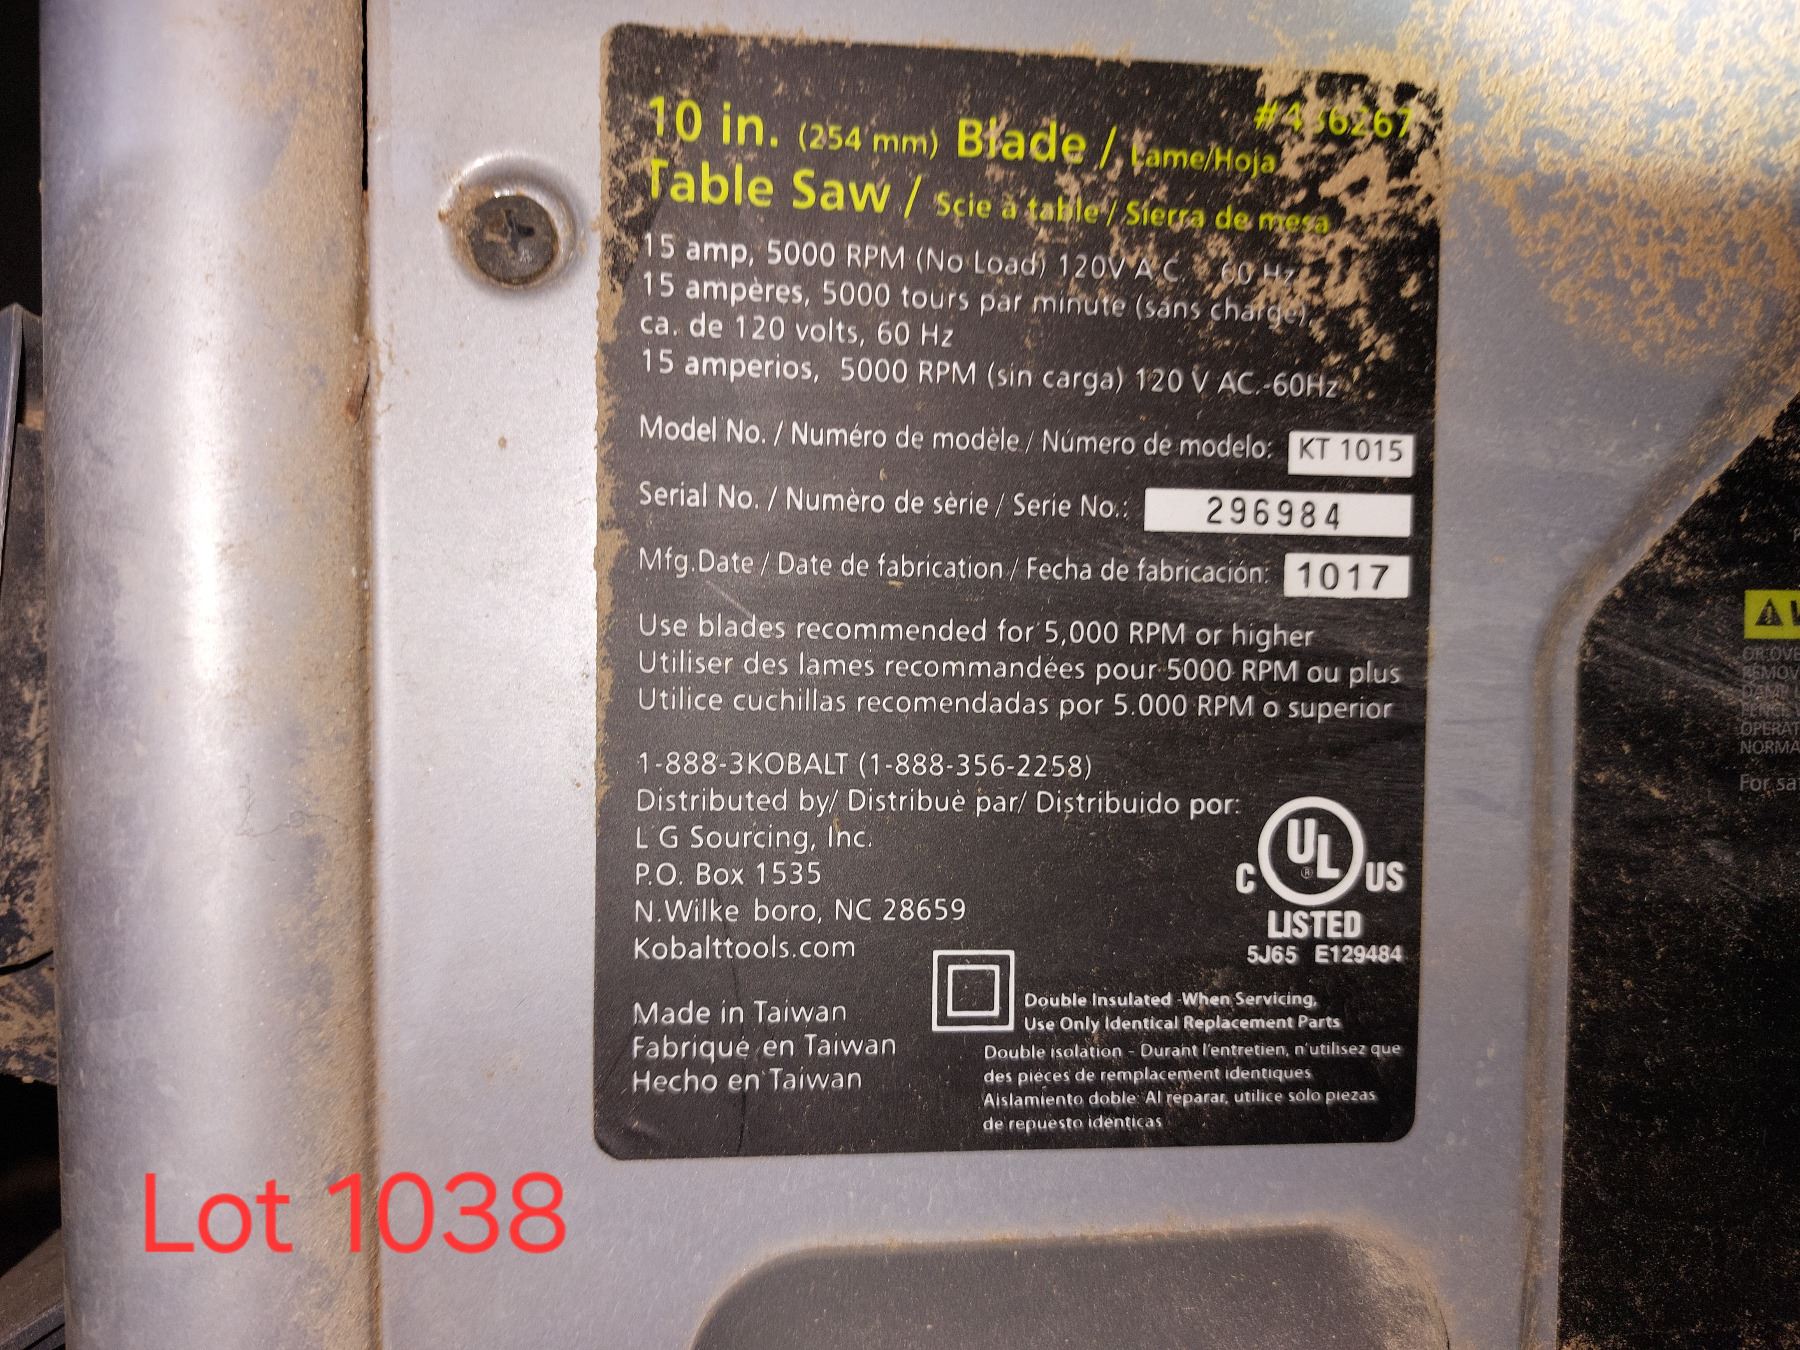 10 in. (254 mm) Blade / Lame/Hoja
Table Saw / Scie à table / Sierra de mesa
15 amp, 5000 RPM (No Load) 120V A.C. 60 Hz
15 ampères, 5000 tours par minute (sans charge),
ca. de 120 volts, 60 Hz
15 amperios, 5000 RPM (sin carga) 120 V AC.-60Hz
Model No. / Numéro de modèle / Número de modelo: KT 1015
Serial No. / Numèro de sèrie / Serie No.: 296984
Mfg.Date / Date de fabrication / Fecha de fabricación: 1017
Use blades recommended for 5,000 RPM or higher
Utiliser des lames recommandées pour 5000 RPM ou plus
Utilice cuchillas recomendadas por 5.000 RPM o superior
1-888-3KOBALT (1-888-356-2258)
Distributed by/ Distribuè par/ Distribuido por:
L G Sourcing, Inc.
P.O. Box 1535
N.Wilke boro, NC 28659
Kobalttools.com
C UL ® US
LISTED
5J65 E129484
Made in Taiwan
Fabriqué en Taiwan
Hecho en Taiwan
Double Insulated -When Servicing,
Use Only Identical Replacement Parts
Double isolation - Durant l'entretien, n'utilisez que
des pièces de remplacement identiques
Aislamiento doble: Al reparar, utilice sólo piezas
de repuesto idénticas
For
Lot 1038